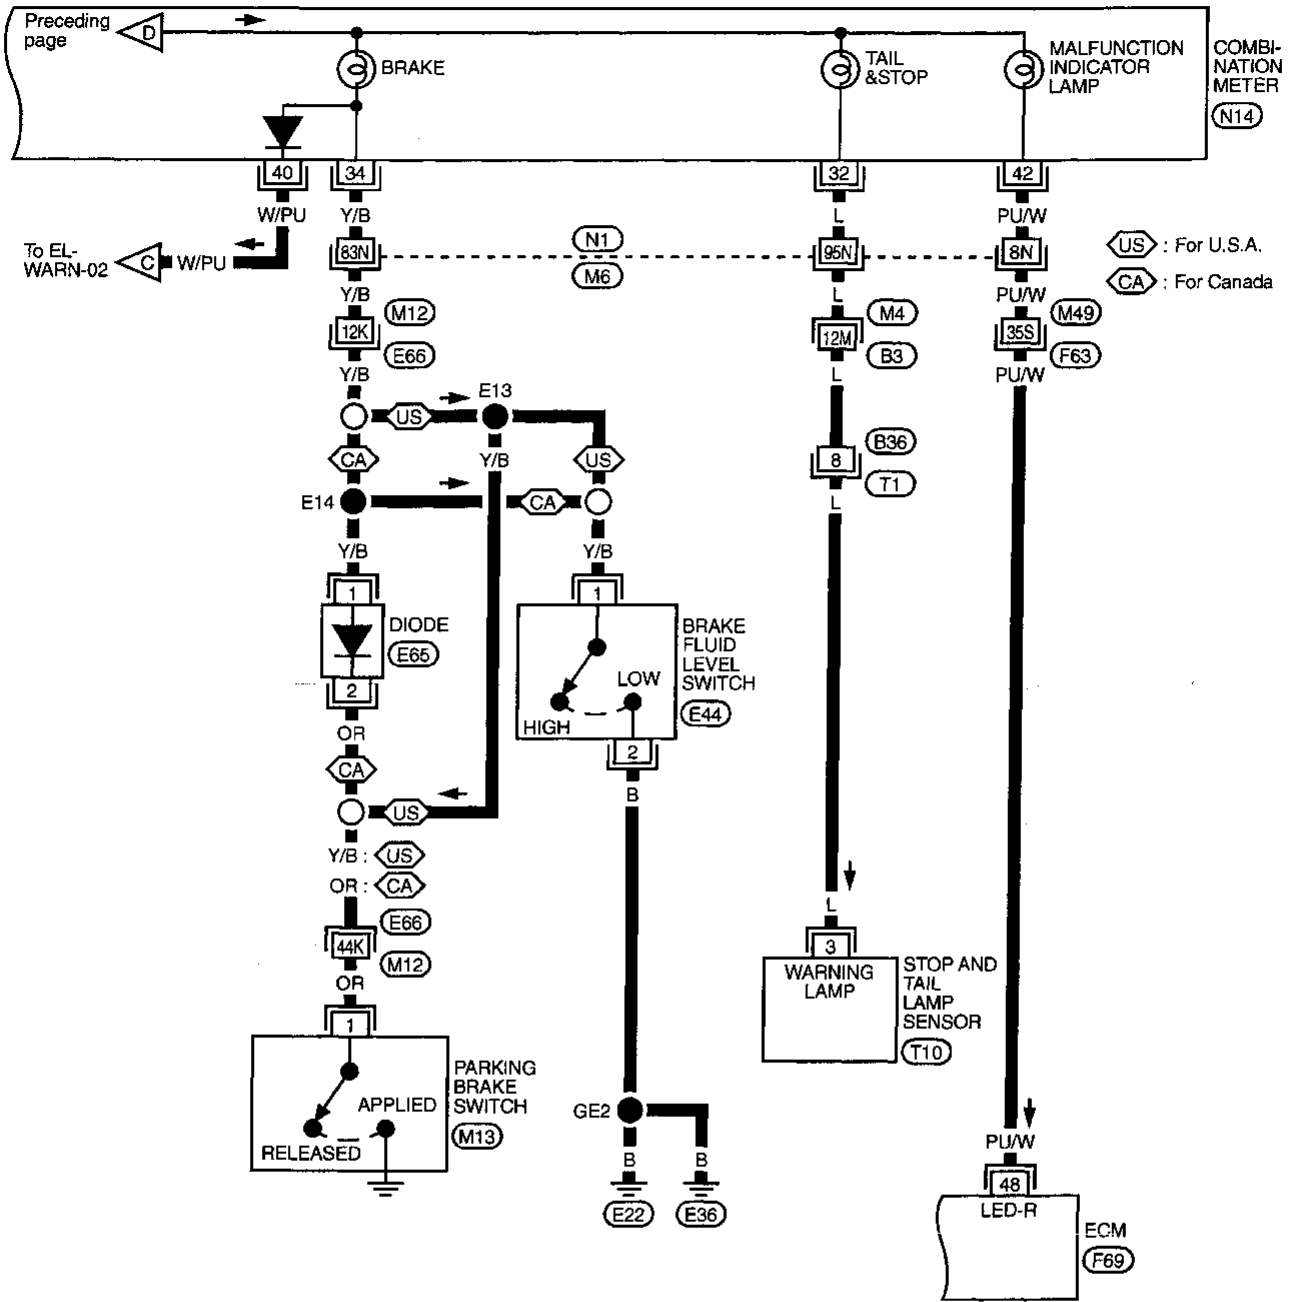 Preceding
page
D
BRAKE
TAIL
&STOP
MALFUNCTION
INDICATOR
LAMP
COMBI-
NATION
METER
N14
40
34
32
42
W/PU
Y/B
L
PU/W
To EL-
WARN-02
C
W/PU
83N
N1
M6
95N
8N
US : For U.S.A.
CA : For Canada
Y/B
L
PU/W
12K
M12
E66
12M
M4
B3
35S
M49
F63
Y/B
L
PU/W
US
E13
CA
Y/B
US
8
B36
T1
E14
CA
L
Y/B
Y/B
1
1
DIODE
E65
2
BRAKE
FLUID
LEVEL
SWITCH
E44
LOW
HIGH
2
OR
CA
B
US
Y/B : US
OR : CA
E66
44K
M12
OR
1
L
3
WARNING
LAMP
STOP AND
TAIL
LAMP
SENSOR
T10
PARKING
BRAKE
SWITCH
M13
APPLIED
RELEASED
GE2
B
B
E22
E36
PU/W
48
LED-R
ECM
F69